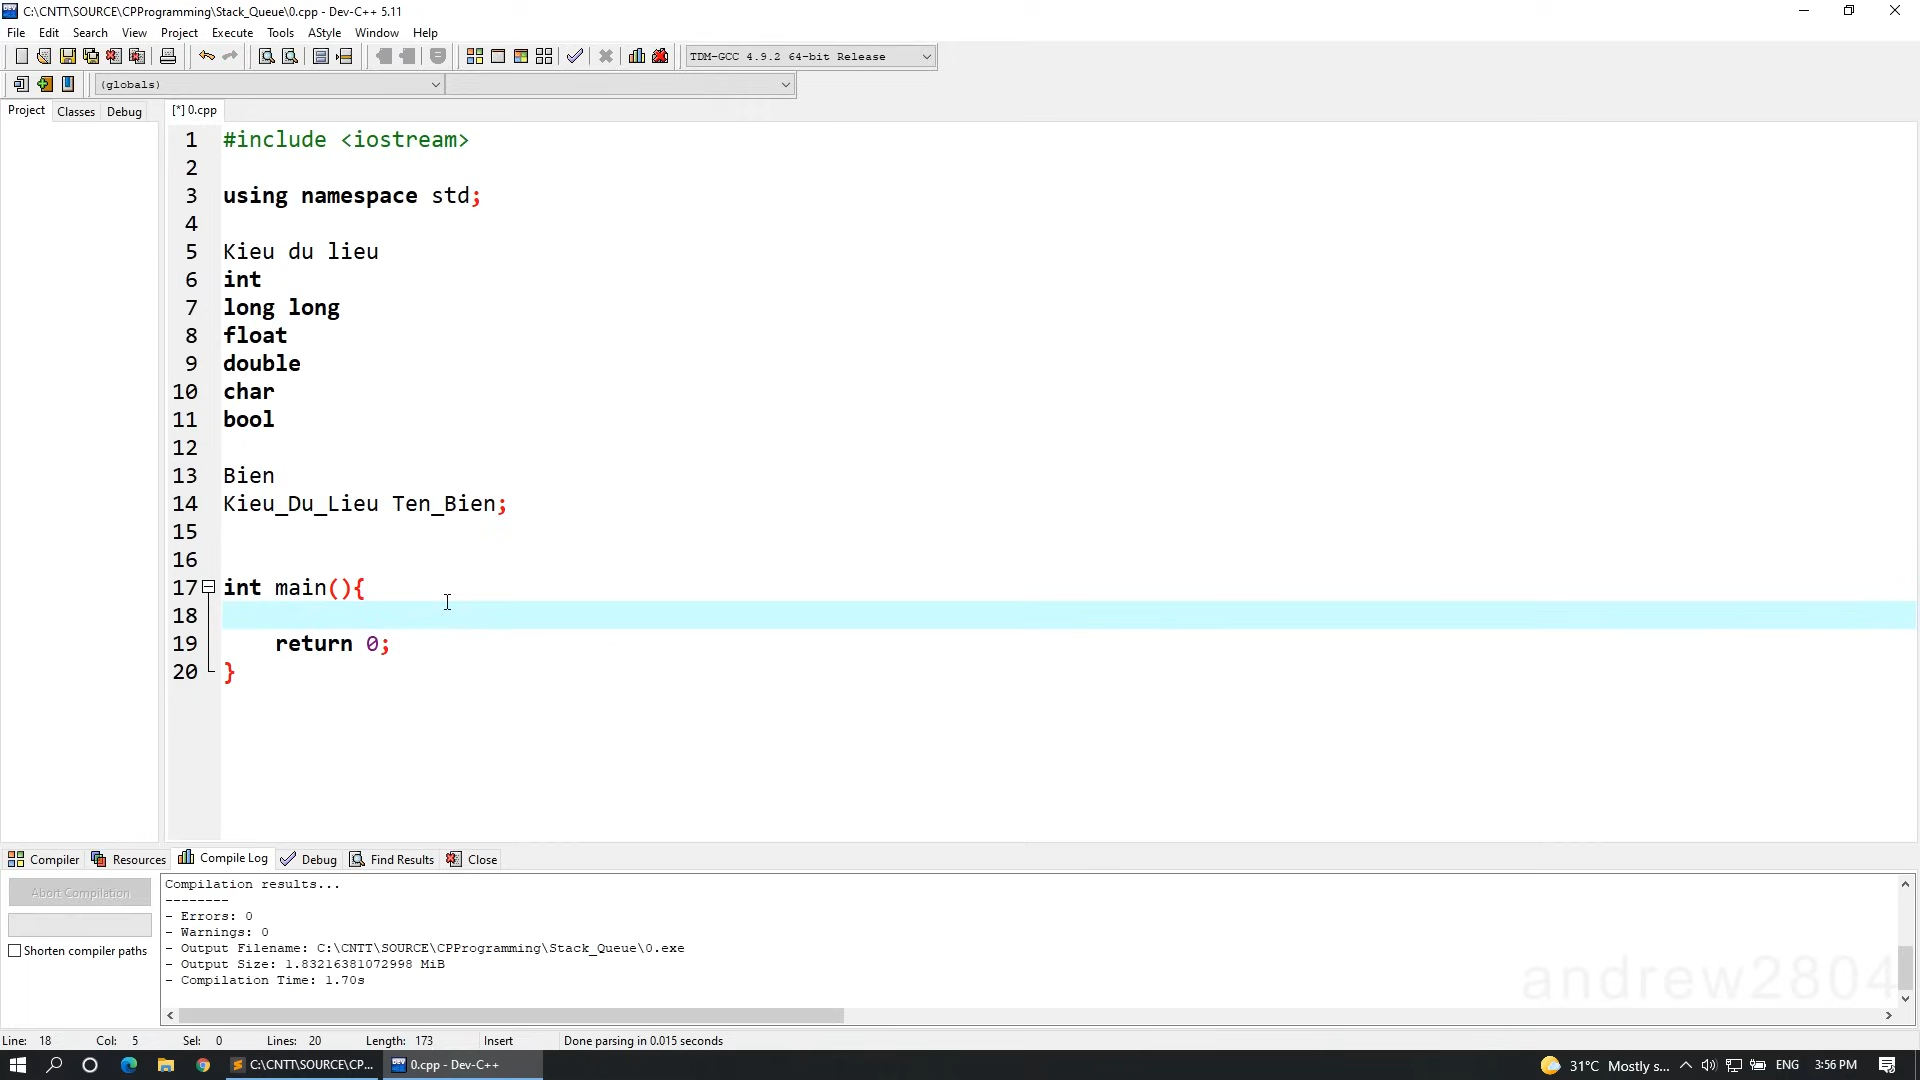 C:\CNTT\SOURCE\CPProgramming\Stack_Queue\0.cpp - Dev-C++ 5.11
File Edit Search View Project Execute Tools AStyle Window Help
TDM-GCC 4.9.2 64-bit Release
(globals)
Project Classes Debug [*] 0.cpp
1 #include <iostream>
2
3 using namespace std;
4
5 Kieu du lieu
6 int
7 long long
8 float
9 double
10 char
11 bool
12
13 Bien
14 Kieu_Du_Lieu Ten_Bien;
15
16
17 int main(){
18
19 return 0;
20 }
Compiler Resources Compile Log Debug Find Results Close
Abort Compilation
Shorten compiler paths
Compilation results...
--------
- Errors: 0
- Warnings: 0
- Output Filename: C:\CNTT\SOURCE\CPProgramming\Stack_Queue\0.exe
- Output Size: 1.83216381072998 MiB
- Compilation Time: 1.70s
andrew2804
Line: 18 Col: 5 Sel: 0 Lines: 20 Length: 173 Insert Done parsing in 0.015 seconds
C:\CNTT\SOURCE\CP... 0.cpp - Dev-C++ 31°C Mostly s... ENG 3:56 PM